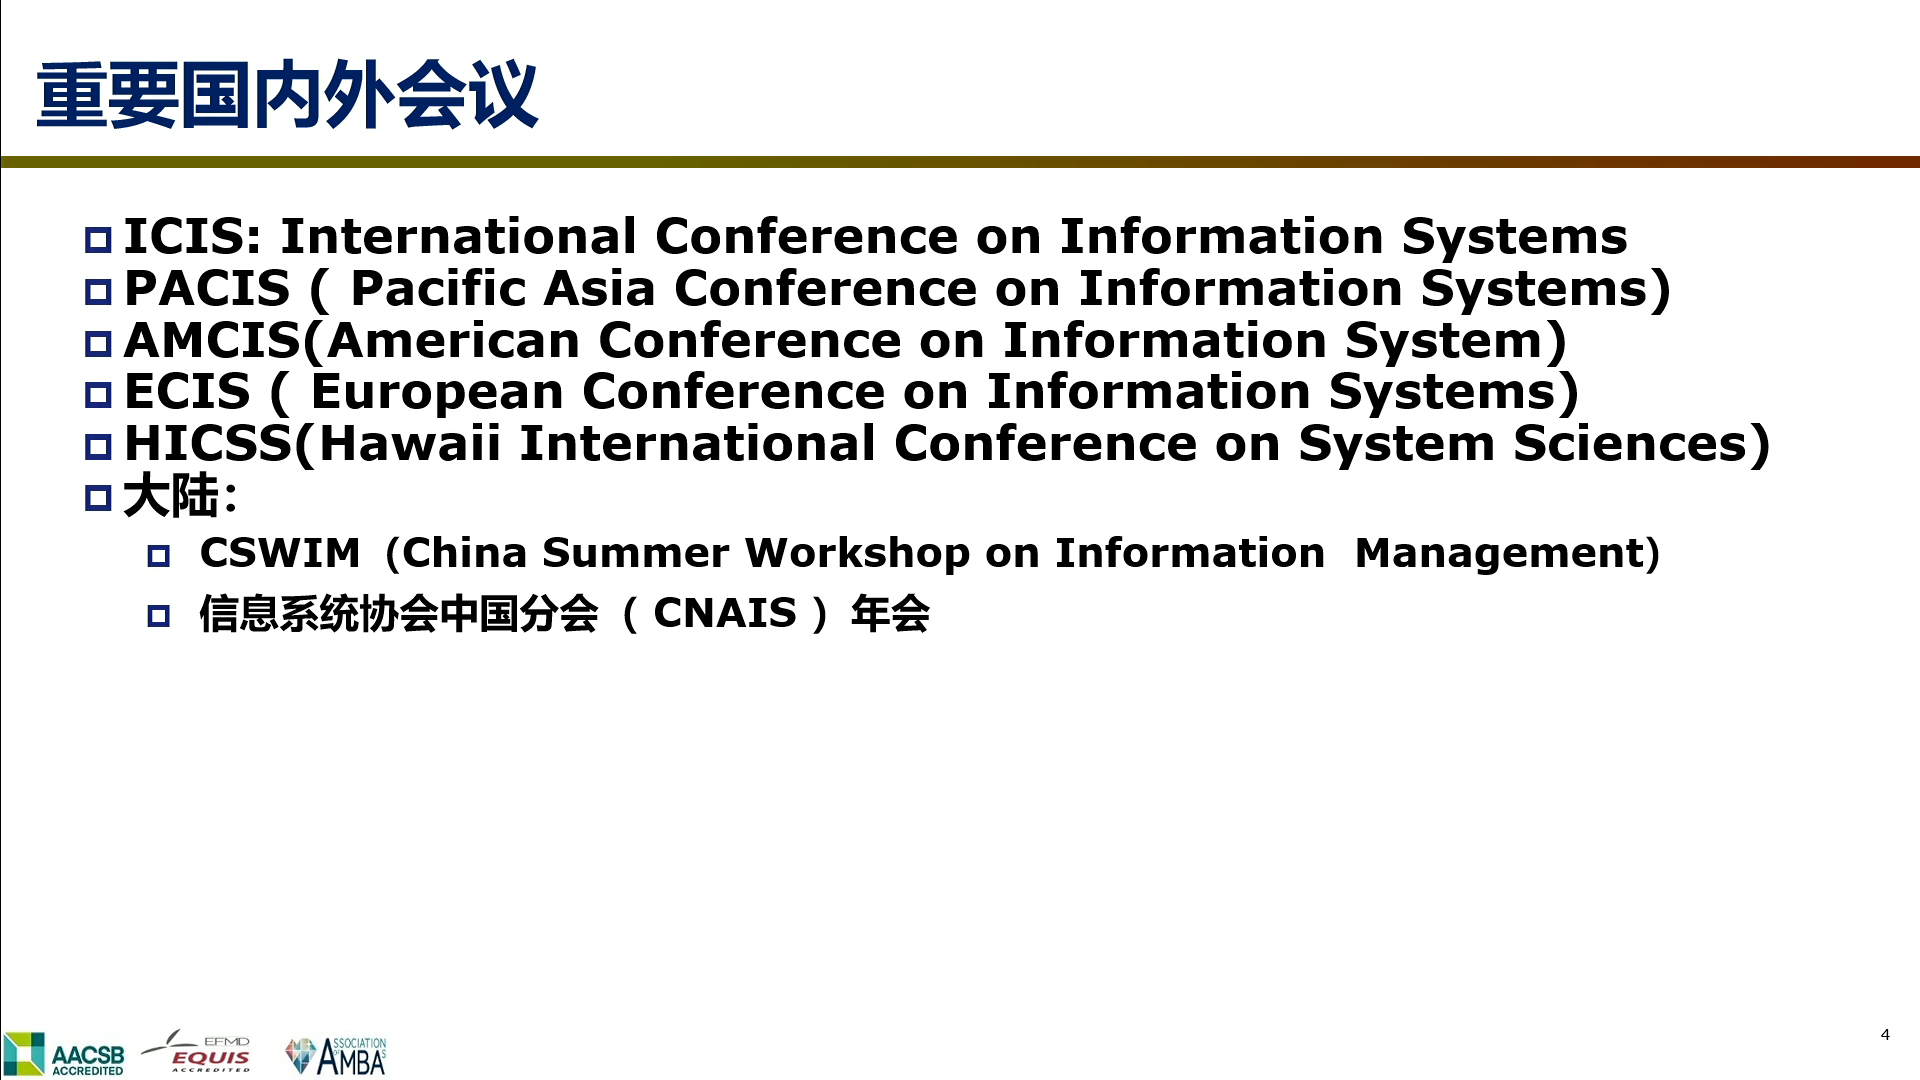 重要国内外会议
ICIS: International Conference on Information Systems
PACIS ( Pacific Asia Conference on Information Systems)
AMCIS(American Conference on Information System)
ECIS ( European Conference on Information Systems)
HICSS(Hawaii International Conference on System Sciences)
大陆：
CSWIM（China Summer Workshop on Information Management）
信息系统协会中国分会（ CNAIS ）年会
AACSB
ACCREDITED
EFMD
EQUIS
ACCREDITED
ASSOCIATION
OF
AMBAs
4